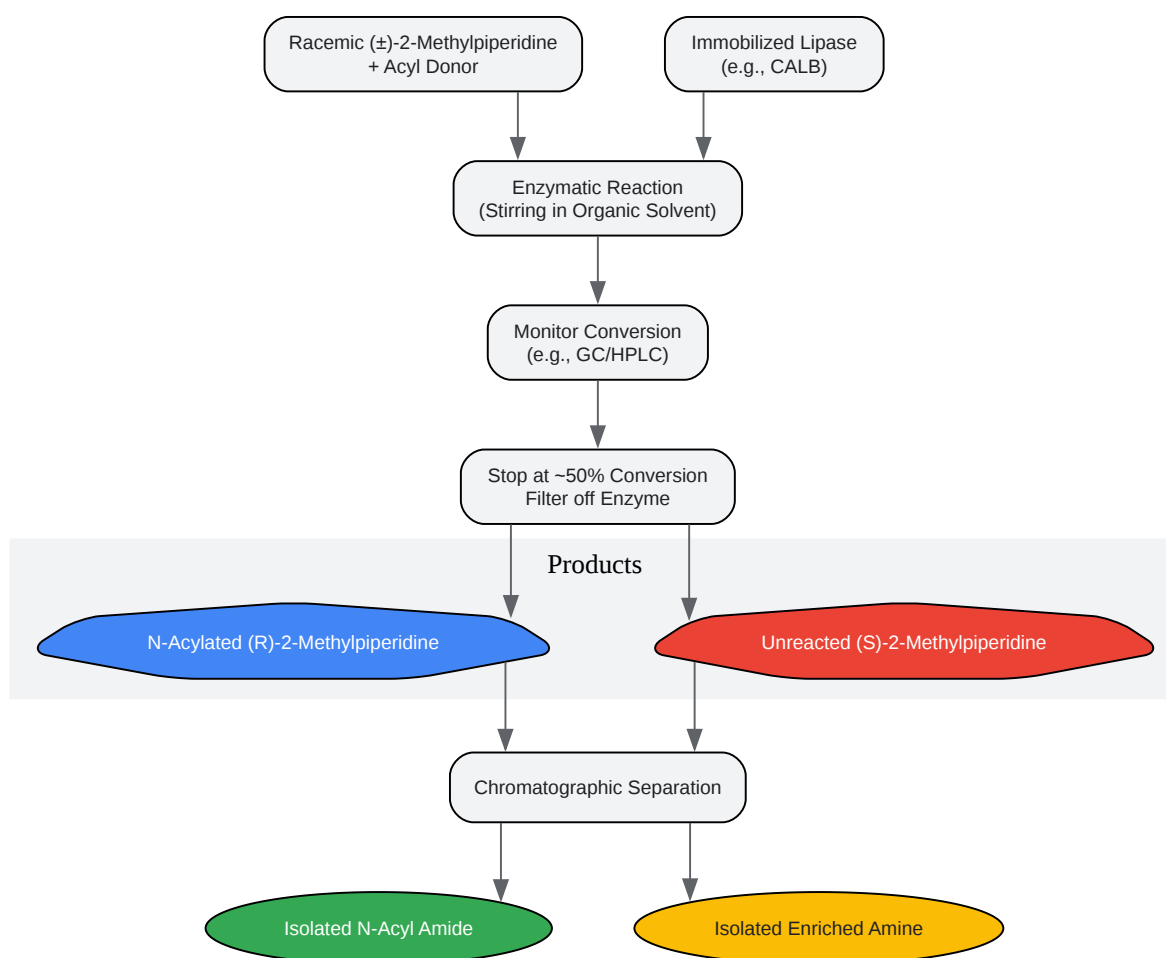 Racemic (±)-2-Methylpiperidine
+ Acyl Donor
Immobilized Lipase
(e.g., CALB)
Enzymatic Reaction
(Stirring in Organic Solvent)
Monitor Conversion
(e.g., GC/HPLC)
Stop at ~50% Conversion
Filter off Enzyme
Products
N-Acylated (R)-2-Methylpiperidine
Unreacted (S)-2-Methylpiperidine
Chromatographic Separation
Isolated N-Acyl Amide
Isolated Enriched Amine